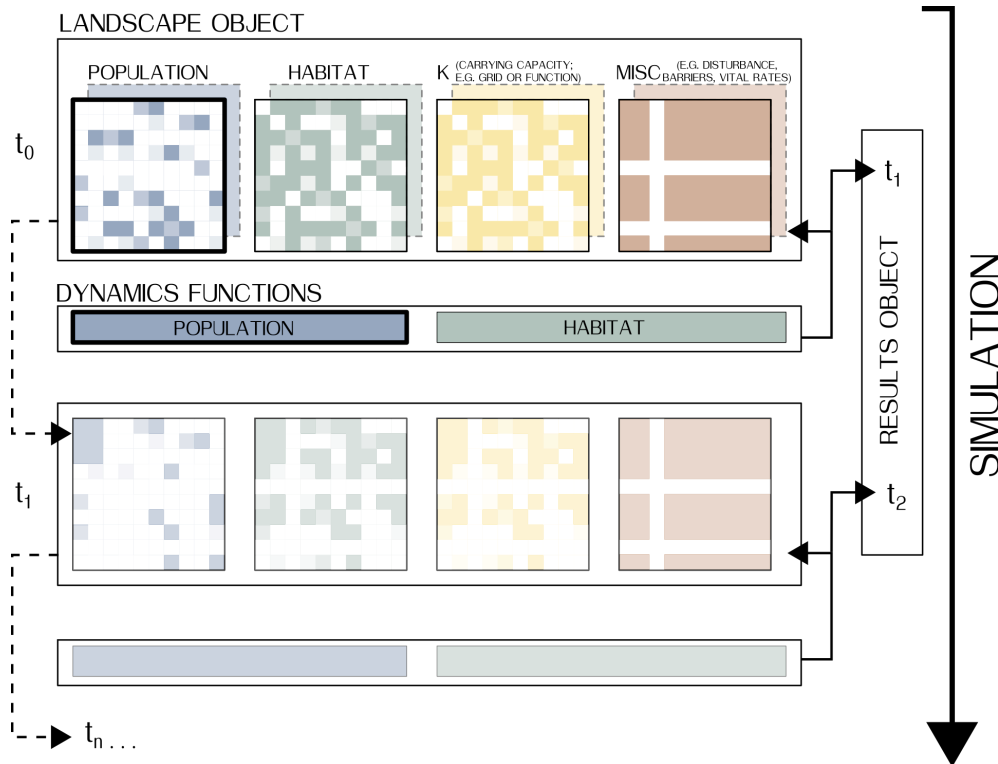 LANDSCAPE OBJECT
POPULATION
HABITAT
K (CARRYING CAPACITY;
E.G. GRID OR FUNCTION)
MISC (E.G. DISTURBANCE,
BARRIERS, VITAL RATES)
t0
t1
DYNAMICS FUNCTIONS
POPULATION
HABITAT
RESULTS OBJECT
SIMULATION
t1
t2
tn...